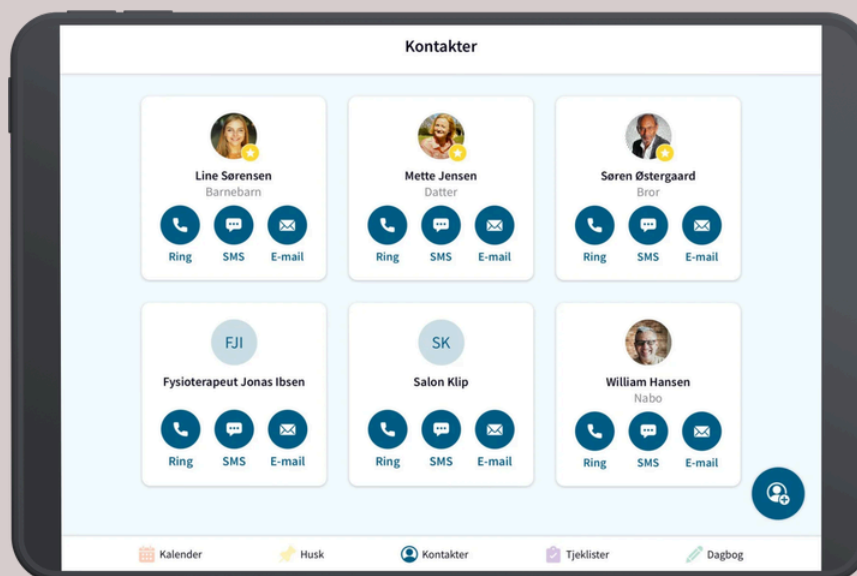 Kontakter
Line Sørensen
Barnebarn
Ring SMS E-mail
Mette Jensen
Datter
Ring SMS E-mail
Søren Østergaard
Bror
Ring SMS E-mail
FJI
Fysioterapeut Jonas Ibsen
Ring SMS E-mail
SK
Salon Klip
Ring SMS E-mail
William Hansen
Nabo
Ring SMS E-mail
Kalender Husk Kontakter Tjeklister Dagbog